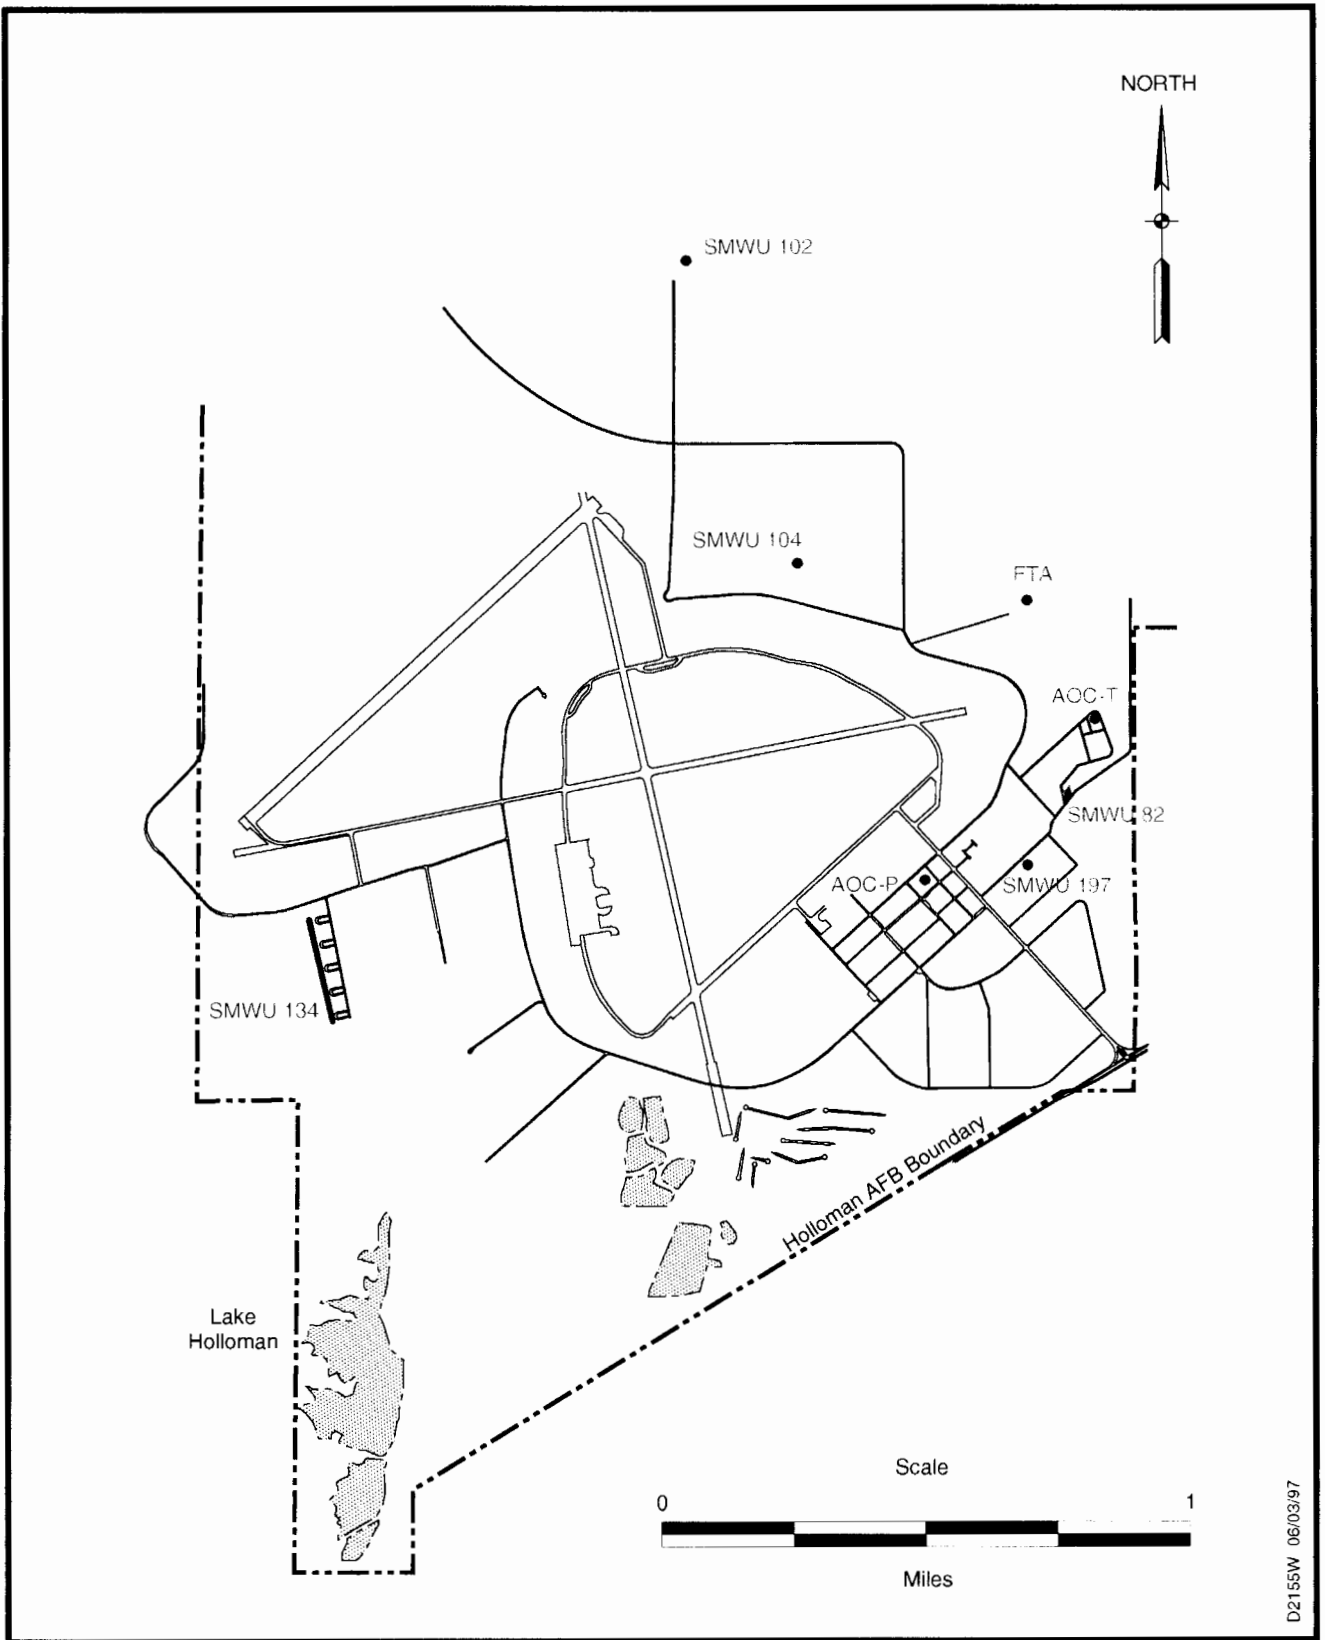 NORTH
SMWU 102
SMWU 104
FTA
AOC-T
SMWU 82
AOC-P
SMWU 197
SMWU 134
Holloman AFB Boundary
Lake
Holloman
Scale
0 1
Miles
D2155W 06/03/97